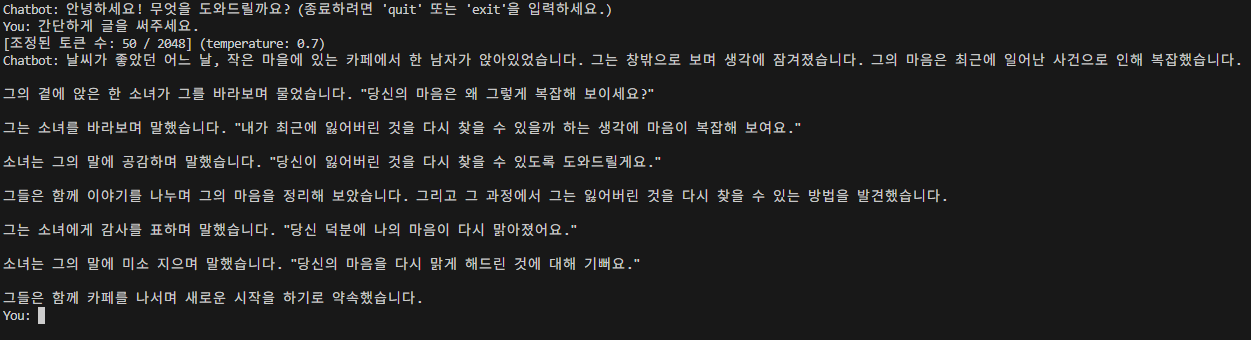 Chatbot: 안녕하세요! 무엇을 도와드릴까요? (종료하려면 'quit' 또는 'exit'을 입력하세요.)
You: 간단하게 글을 써주세요.
[조정된 토큰 수: 50 / 2048] (temperature: 0.7)
Chatbot: 날씨가 좋았던 어느 날, 작은 마을에 있는 카페에서 한 남자가 앉아있었습니다. 그는 창밖으로 보며 생각에 잠겨졌습니다. 그의 마음은 최근에 일어난 사건으로 인해 복잡했습니다.
그의 곁에 앉은 한 소녀가 그를 바라보며 물었습니다. "당신의 마음은 왜 그렇게 복잡해 보이세요?"
그는 소녀를 바라보며 말했습니다. "내가 최근에 잃어버린 것을 다시 찾을 수 있을까 하는 생각에 마음이 복잡해 보여요."
소녀는 그의 말에 공감하며 말했습니다. "당신이 잃어버린 것을 다시 찾을 수 있도록 도와드릴게요."
그들은 함께 이야기를 나누며 그의 마음을 정리해 보았습니다. 그리고 그 과정에서 그는 잃어버린 것을 다시 찾을 수 있는 방법을 발견했습니다.
그는 소녀에게 감사를 표하며 말했습니다. "당신 덕분에 나의 마음이 다시 맑아졌어요."
소녀는 그의 말에 미소 지으며 말했습니다. "당신의 마음을 다시 맑게 해드린 것에 대해 기뻐요."
그들은 함께 카페를 나서며 새로운 시작을 하기로 약속했습니다.
You: